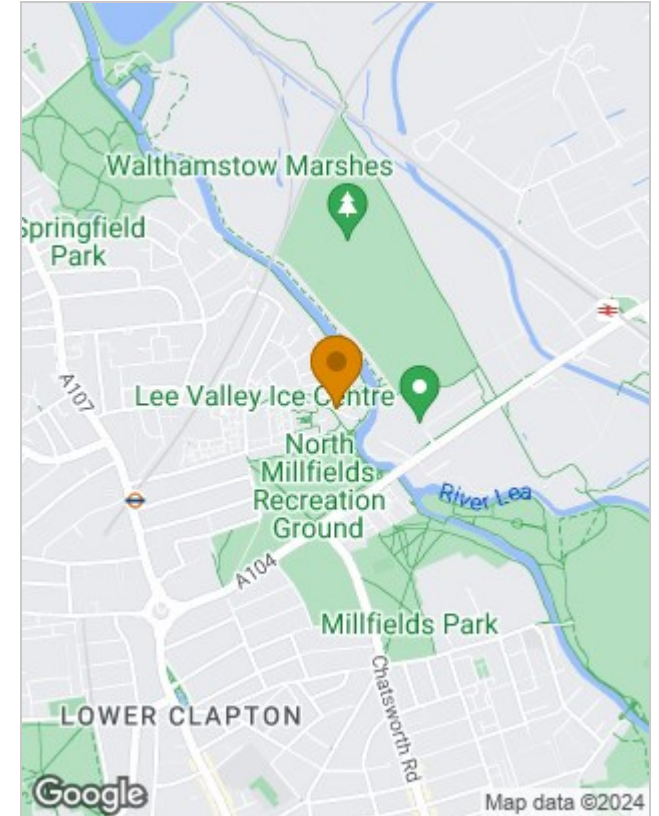 Walthamstow Marshes
Springfield
Park
A107
Lee Valley Ice Centre
North
Millfields
Recreation
Ground
River Lea
A104
Millfields Park
Chatsworth Rd
LOWER CLAPTON
Google
Map data ©2024